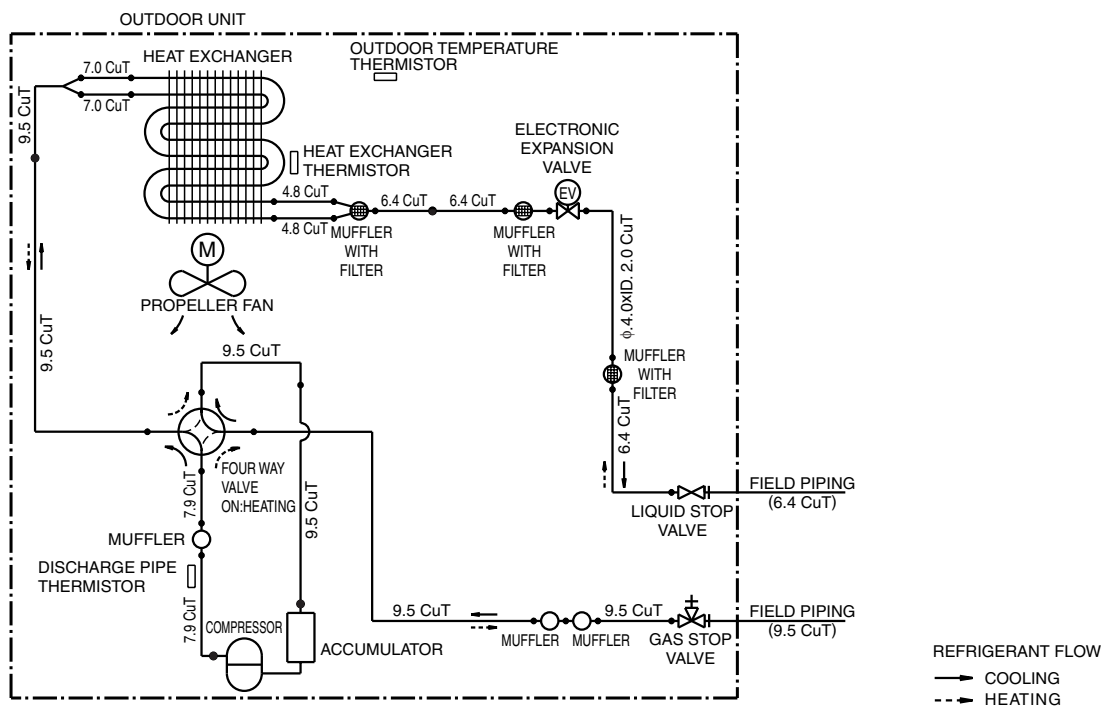 OUTDOOR UNIT
HEAT EXCHANGER
OUTDOOR TEMPERATURE
THERMISTOR
7.0 CuT
7.0 CuT
9.5 CuT
ELECTRONIC
EXPANSION
VALVE
HEAT EXCHANGER
THERMISTOR
EV
4.8 CuT
6.4 CuT
6.4 CuT
4.8 CuT
MUFFLER
WITH
FILTER
MUFFLER
WITH
FILTER
M
PROPELLER FAN
ϕ.4.0xID. 2.0 CuT
9.5 CuT
9.5 CuT
MUFFLER
WITH
FILTER
6.4 CuT
FOUR WAY
VALVE
ON:HEATING
7.9 CuT
9.5 CuT
FIELD PIPING
(6.4 CuT)
LIQUID STOP
VALVE
MUFFLER
DISCHARGE PIPE
THERMISTOR
7.9 CuT
COMPRESSOR
ACCUMULATOR
9.5 CuT
9.5 CuT
MUFFLER
MUFFLER
GAS STOP
VALVE
FIELD PIPING
(9.5 CuT)
REFRIGERANT FLOW
COOLING
HEATING